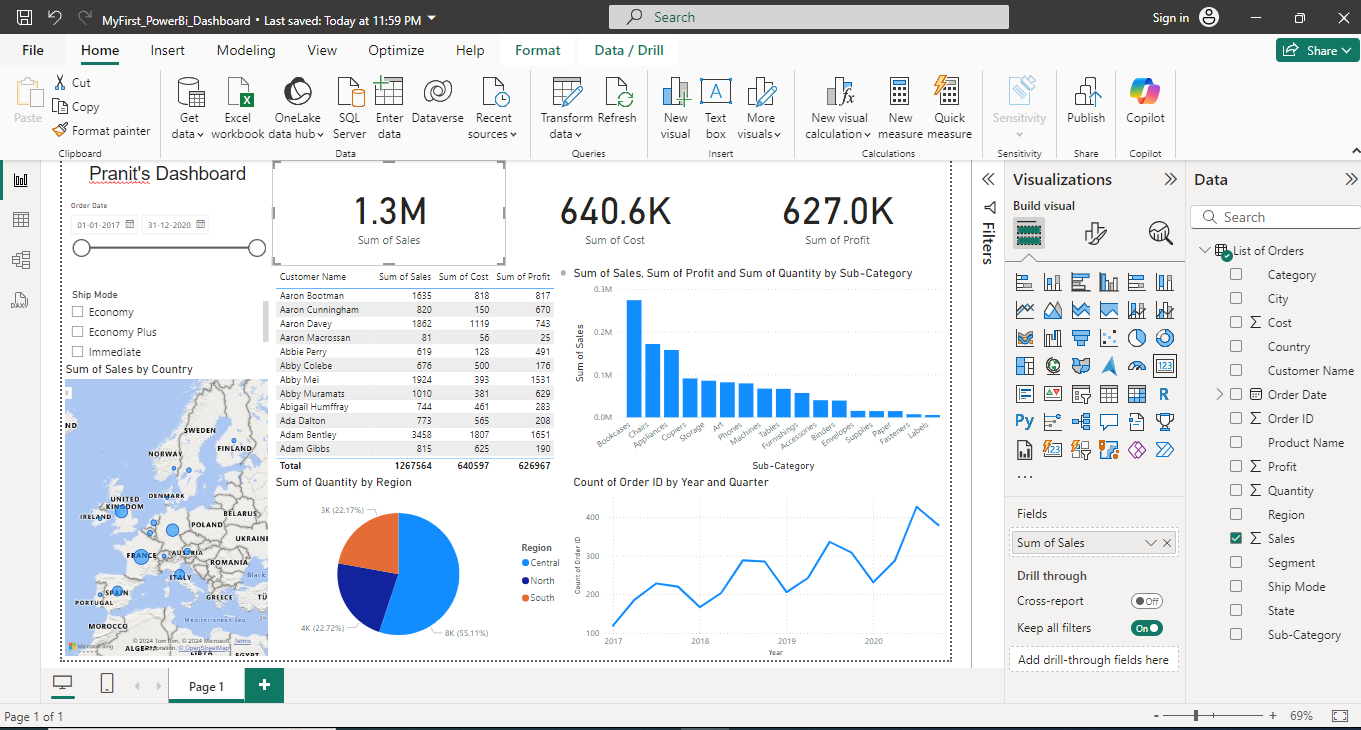 MyFirst_PowerBi_Dashboard • Last saved: Today at 11:59 PM
Search
Sign in
File Home Insert Modeling View Optimize Help Format Data / Drill
Share
Paste
Cut
Copy
Format painter
Clipboard
Get data
Excel workbook
OneLake data hub
SQL Server
Enter data
Dataverse
Recent sources
Data
Transform data
Refresh
Queries
New visual
Text box
More visuals
Insert
New visual calculation
New measure
Quick measure
Calculations
Sensitivity
Sensitivity
Publish
Share
Copilot
Copilot
DAX
Pranit's Dashboard
Order Date
01-01-2017
31-12-2020
Ship Mode
Economy
Economy Plus
Immediate
1.3M
Sum of Sales
640.6K
Sum of Cost
627.0K
Sum of Profit
Sum of Sales by Country
ND
SWEDEN
FINLAND
NORWAY
UNITED
KINGDOM
DENMARK
IRELAND
BELARUS
POLAND
UKRAINE
FRANCE
AUSTRIA
ROMANIA
ITALY
Black
SPAIN
PORTUGAL
GREECE
TÜ
Mediterranean Sea
MOROCCO
© 2024 TomTom, © 2024 Microsoft
Terms
Microsoft Bing
© OpenStreetMap
Customer Name Sum of Sales Sum of Cost Sum of Profit
Aaron Bootman 1635 818 817
Aaron Cunningham 820 150 670
Aaron Davey 1862 1119 743
Aaron Macrossan 81 56 25
Abbie Perry 619 128 491
Abby Colebe 676 500 176
Abby Mei 1924 393 1531
Abby Muramats 1010 381 629
Abigail Humffray 744 461 283
Ada Dalton 773 565 208
Adam Bentley 3458 1807 1651
Adam Gibbs 815 625 190
Total 1267564 640597 626967
Sum of Sales, Sum of Profit and Sum of Quantity by Sub-Category
Sum of Sales
0.3M
0.2M
0.1M
0.0M
Bookcases
Chairs
Appliances
Copiers
Storage
Art
Phones
Machines
Tables
Furnishings
Accessories
Binders
Envelopes
Supplies
Paper
Fasteners
Labels
Sub-Category
Sum of Quantity by Region
3K (22.17%)
4K (22.72%)
8K (55.11%)
Region
Central
North
South
Count of Order ID by Year and Quarter
Count of Order ID
400
300
200
100
2017 2018 2019 2020
Year
Filters
Visualizations
Build visual
123
R
Py
123
...
Fields
Sum of Sales
Drill through
Cross-report
Off
Keep all filters
On
Add drill-through fields here
Data
Search
List of Orders
Category
City
Cost
Country
Customer Name
Order Date
Order ID
Product Name
Profit
Quantity
Region
Sales
Segment
Ship Mode
State
Sub-Category
Page 1
+
Page 1 of 1
- + 69%